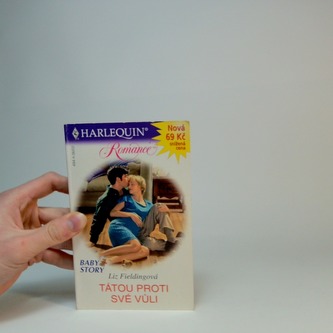 HARLEQUIN®
Romance
Nová
69 Kč
snížená
cena
BABY
STORY
Liz Fieldingová
TÁTOU PROTI
SVÉ VŮLI